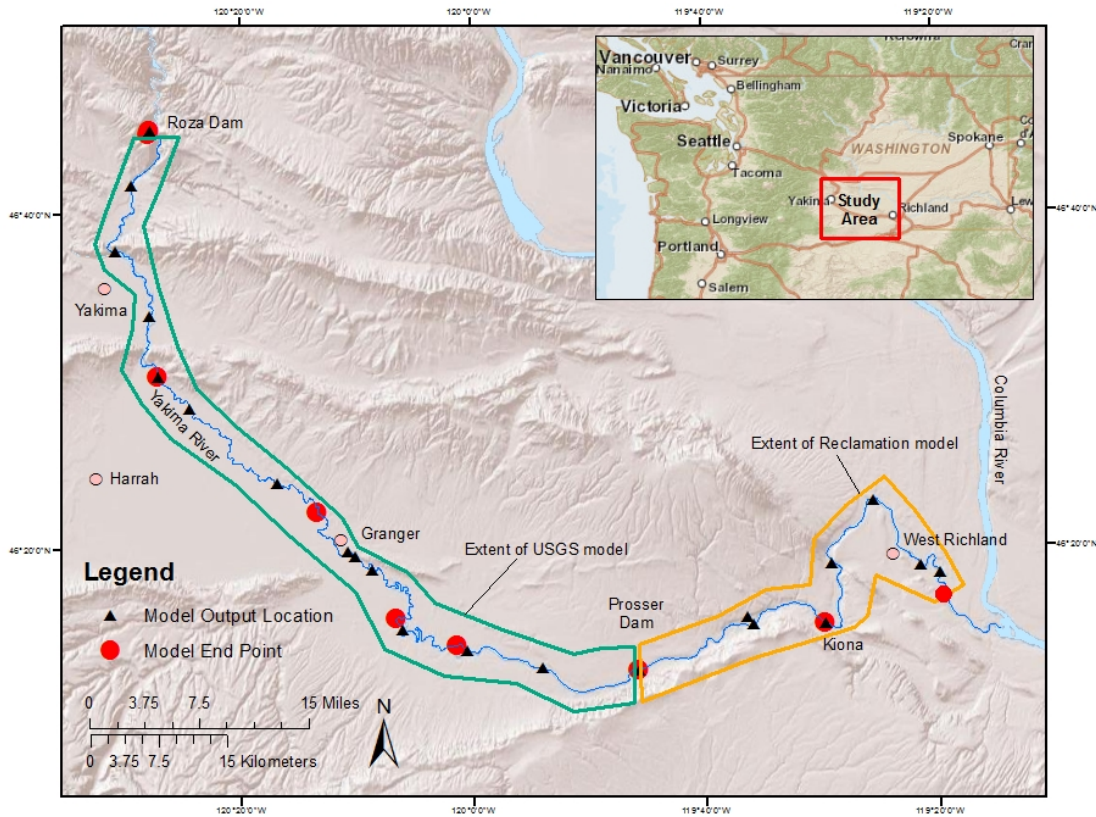 120°20'0"W
120°0'0"W
119°40'0"W
119°20'0"W
Vancouver
Surrey
Nanaimo
Bellingham
Victoria
Seattle
Spokane
WASHINGTON
Tacoma
Yakima
Study
Area
Richland
Longview
Portland
Salem
Roza Dam
46°40'0"N
46°40'0"N
Yakima
Yakima River
Columbia River
Extent of Reclamation model
Harrah
Granger
West Richland
46°20'0"N
46°20'0"N
Extent of USGS model
Legend
Model Output Location
Model End Point
Prosser
Dam
Kiona
0 3.75 7.5 15 Miles
0 3.75 7.5 15 Kilometers
N
120°20'0"W
120°0'0"W
119°40'0"W
119°20'0"W